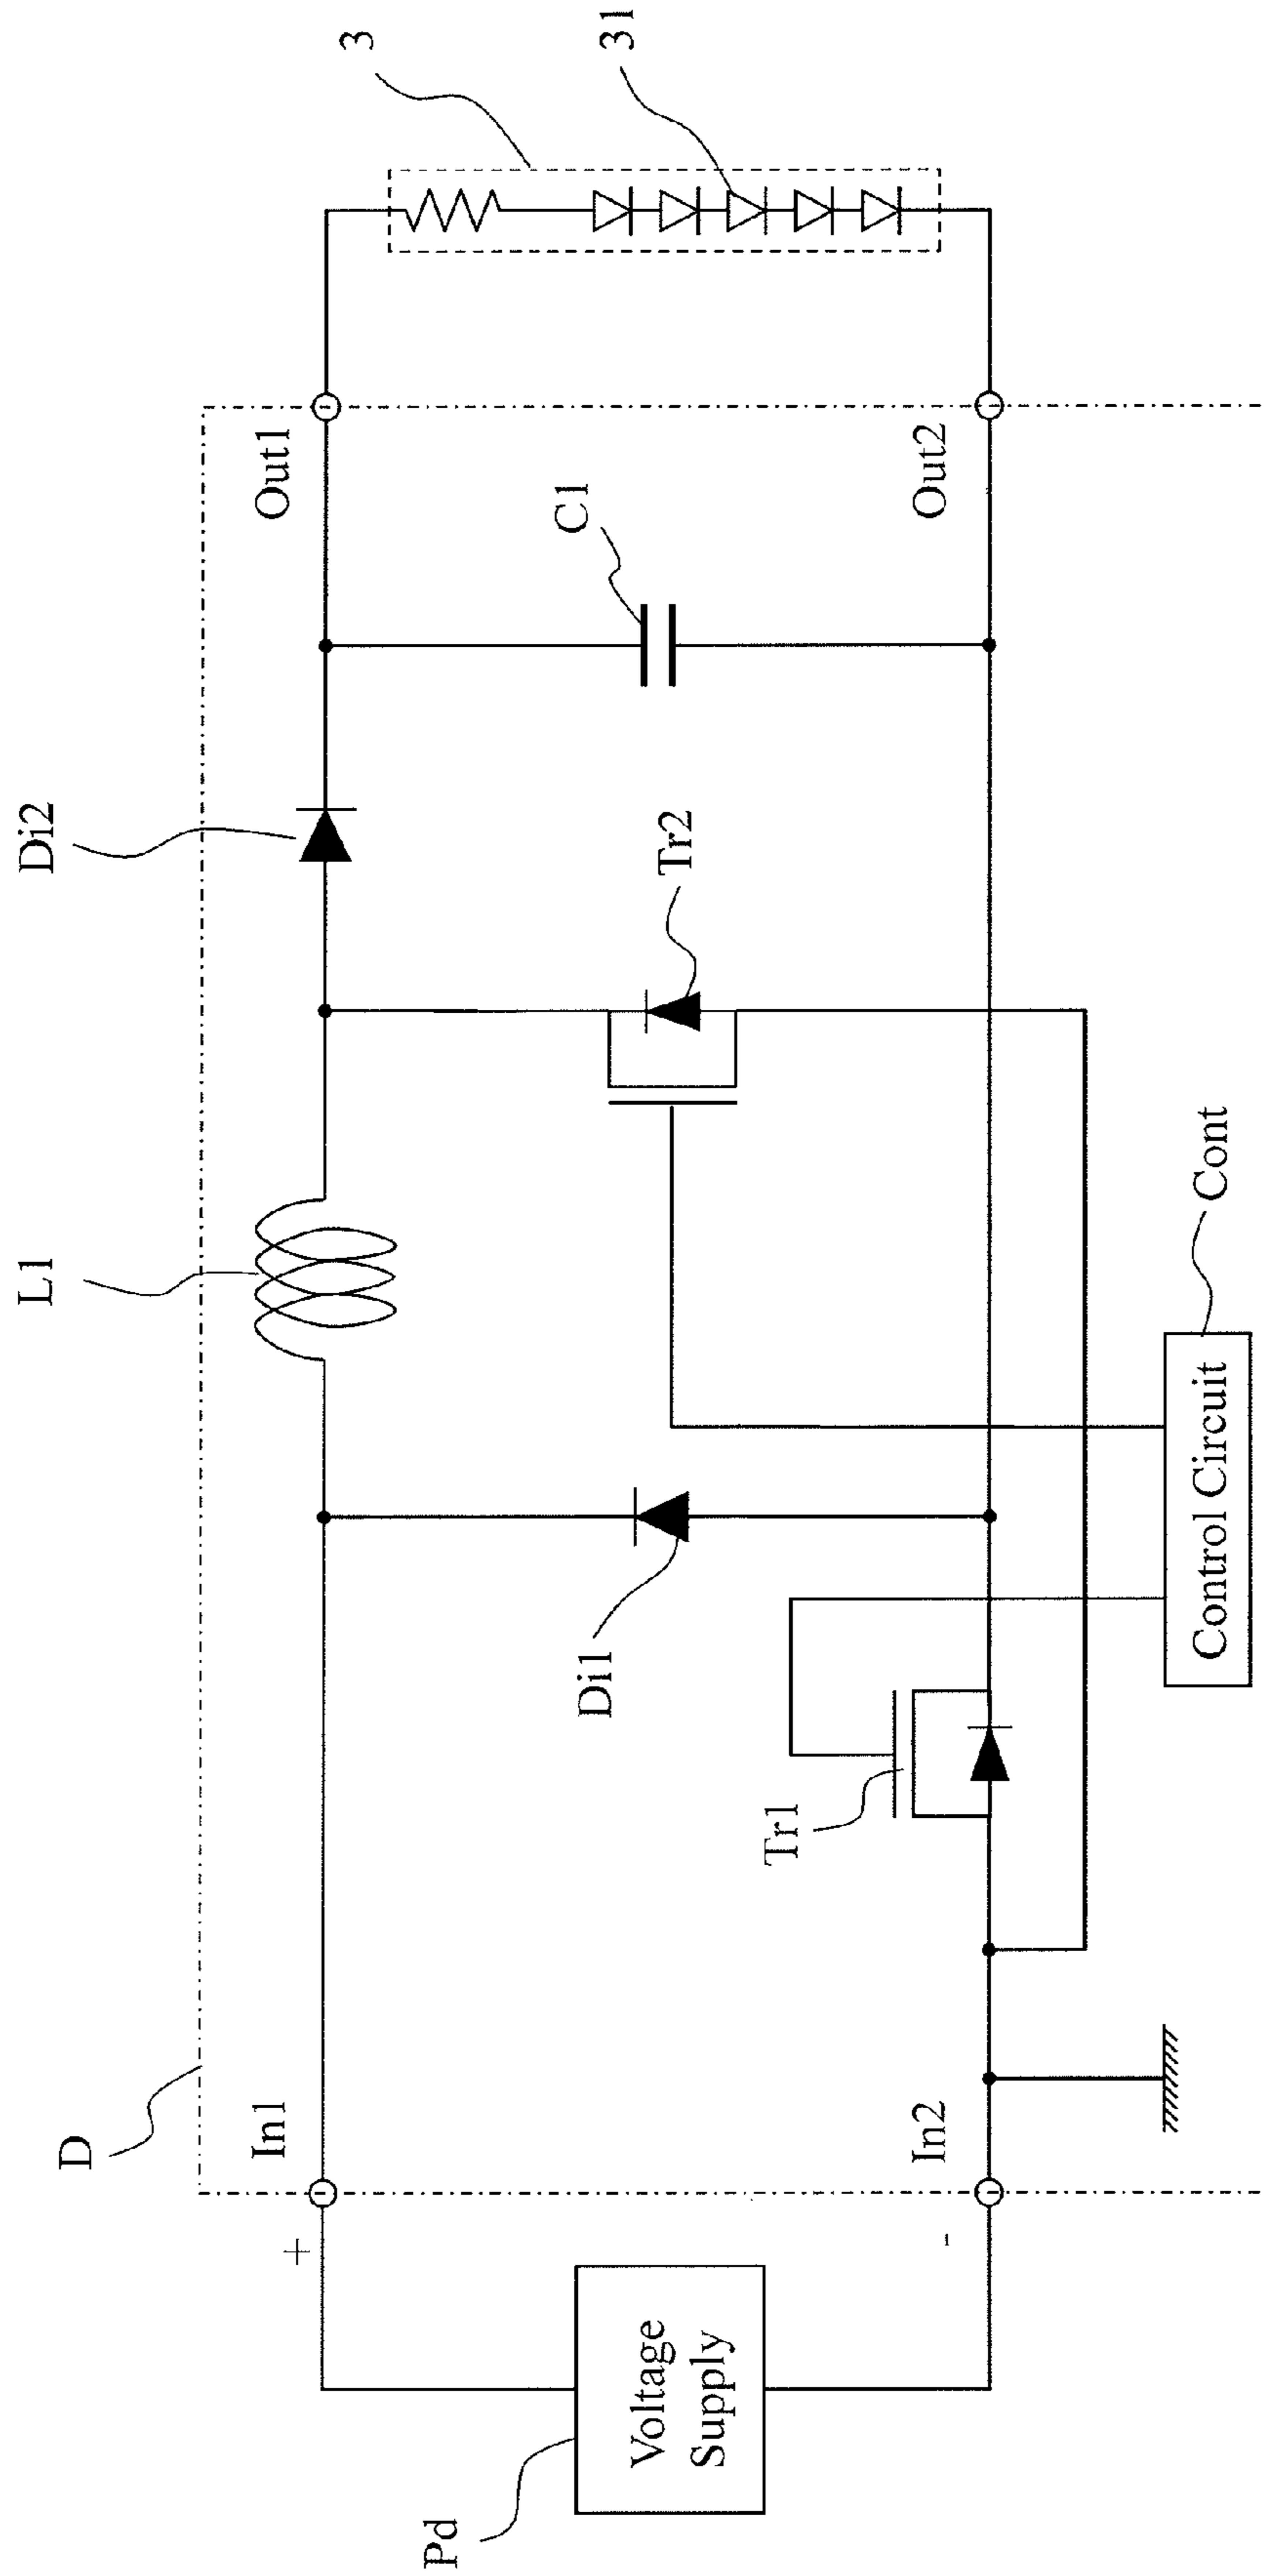 D
L1
Di2
3
31
+
In1
Out1
Pd
Voltage
Supply
Di1
Tr2
C1
Tr1
-
In2
Out2
Control Circuit
Cont